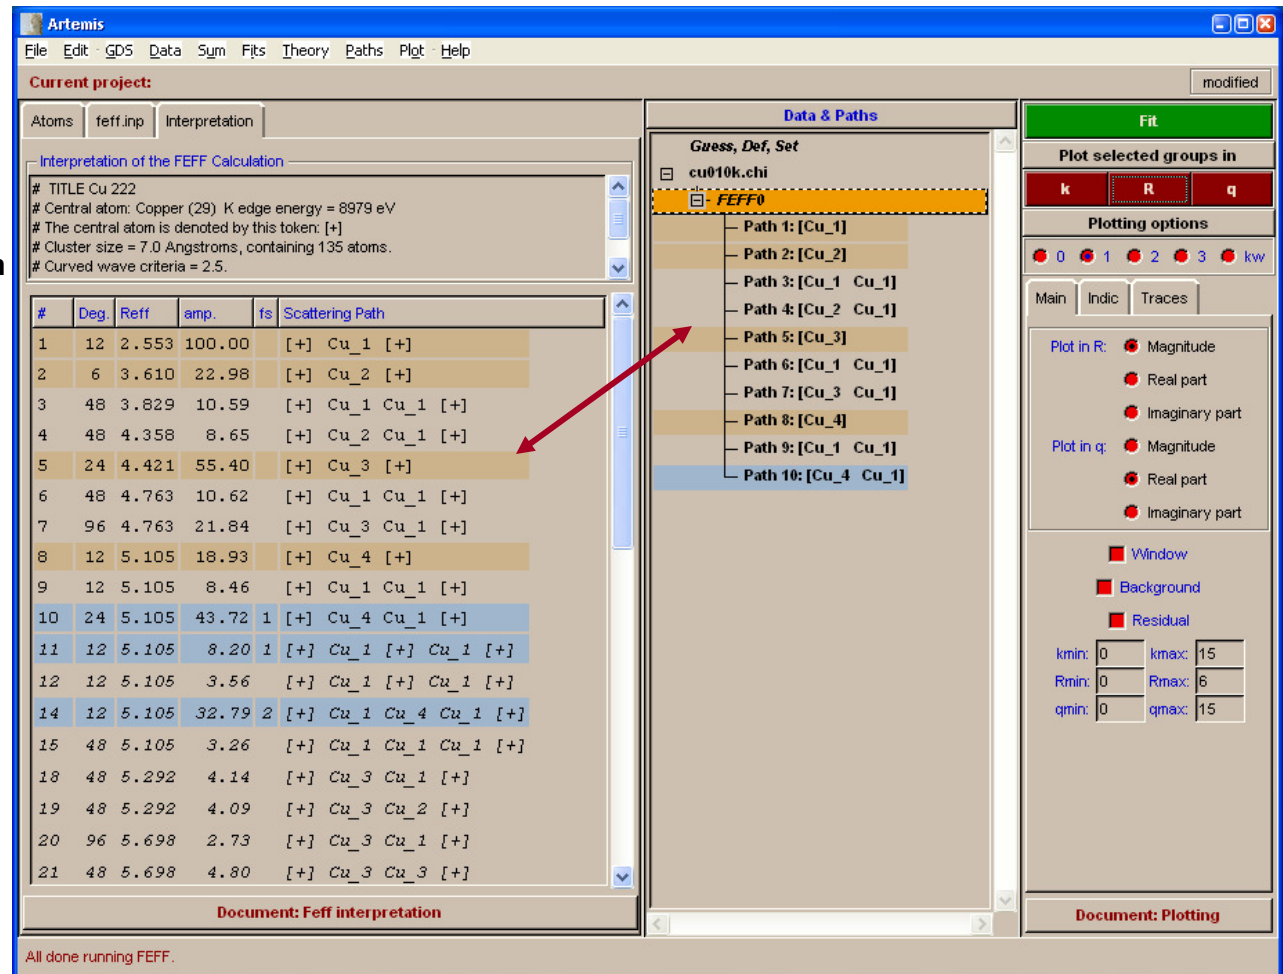 Artemis
File Edit GDS Data Sum Fits Theory Paths Plot Help
Current project:
modified
Atoms feff.inp Interpretation
Interpretation of the FEFF Calculation
# TITLE Cu 222
# Central atom: Copper (29) K edge energy = 8979 eV
# The central atom is denoted by this token: [+]
# Cluster size = 7.0 Angstroms, containing 135 atoms.
# Curved wave criteria = 2.5.
# Deg. Reff amp. fs Scattering Path
1 12 2.553 100.00 [+] Cu_1 [+]
2 6 3.610 22.98 [+] Cu_2 [+]
3 48 3.829 10.59 [+] Cu_1 Cu_1 [+]
4 48 4.358 8.65 [+] Cu_2 Cu_1 [+]
5 24 4.421 55.40 [+] Cu_3 [+]
6 48 4.763 10.62 [+] Cu_1 Cu_1 [+]
7 96 4.763 21.84 [+] Cu_3 Cu_1 [+]
8 12 5.105 18.93 [+] Cu_4 [+]
9 12 5.105 8.46 [+] Cu_1 Cu_1 [+]
10 24 5.105 43.72 1 [+] Cu_4 Cu_1 [+]
11 12 5.105 8.20 1 [+] Cu_1 [+] Cu_1 [+]
12 12 5.105 3.56 [+] Cu_1 [+] Cu_1 [+]
14 12 5.105 32.79 2 [+] Cu_1 Cu_4 Cu_1 [+]
15 48 5.105 3.26 [+] Cu_1 Cu_1 Cu_1 [+]
18 48 5.292 4.14 [+] Cu_3 Cu_1 [+]
19 48 5.292 4.09 [+] Cu_3 Cu_2 [+]
20 96 5.698 2.73 [+] Cu_3 Cu_1 [+]
21 48 5.698 4.80 [+] Cu_3 Cu_3 [+]
Document: Feff interpretation
Data & Paths
Guess, Def, Set
cu010k.chi
FEFF0
Path 1: [Cu_1]
Path 2: [Cu_2]
Path 3: [Cu_1 Cu_1]
Path 4: [Cu_2 Cu_1]
Path 5: [Cu_3]
Path 6: [Cu_1 Cu_1]
Path 7: [Cu_3 Cu_1]
Path 8: [Cu_4]
Path 9: [Cu_1 Cu_1]
Path 10: [Cu_4 Cu_1]
Fit
Plot selected groups in
k R q
Plotting options
0 1 2 3 kw
Main Indic Traces
Plot in R: Magnitude
Real part
Imaginary part
Plot in q: Magnitude
Real part
Imaginary part
Window
Background
Residual
kmin: 0 kmax: 15
Rmin: 0 Rmax: 6
qmin: 0 qmax: 15
Document: Plotting
All done running FEFF.